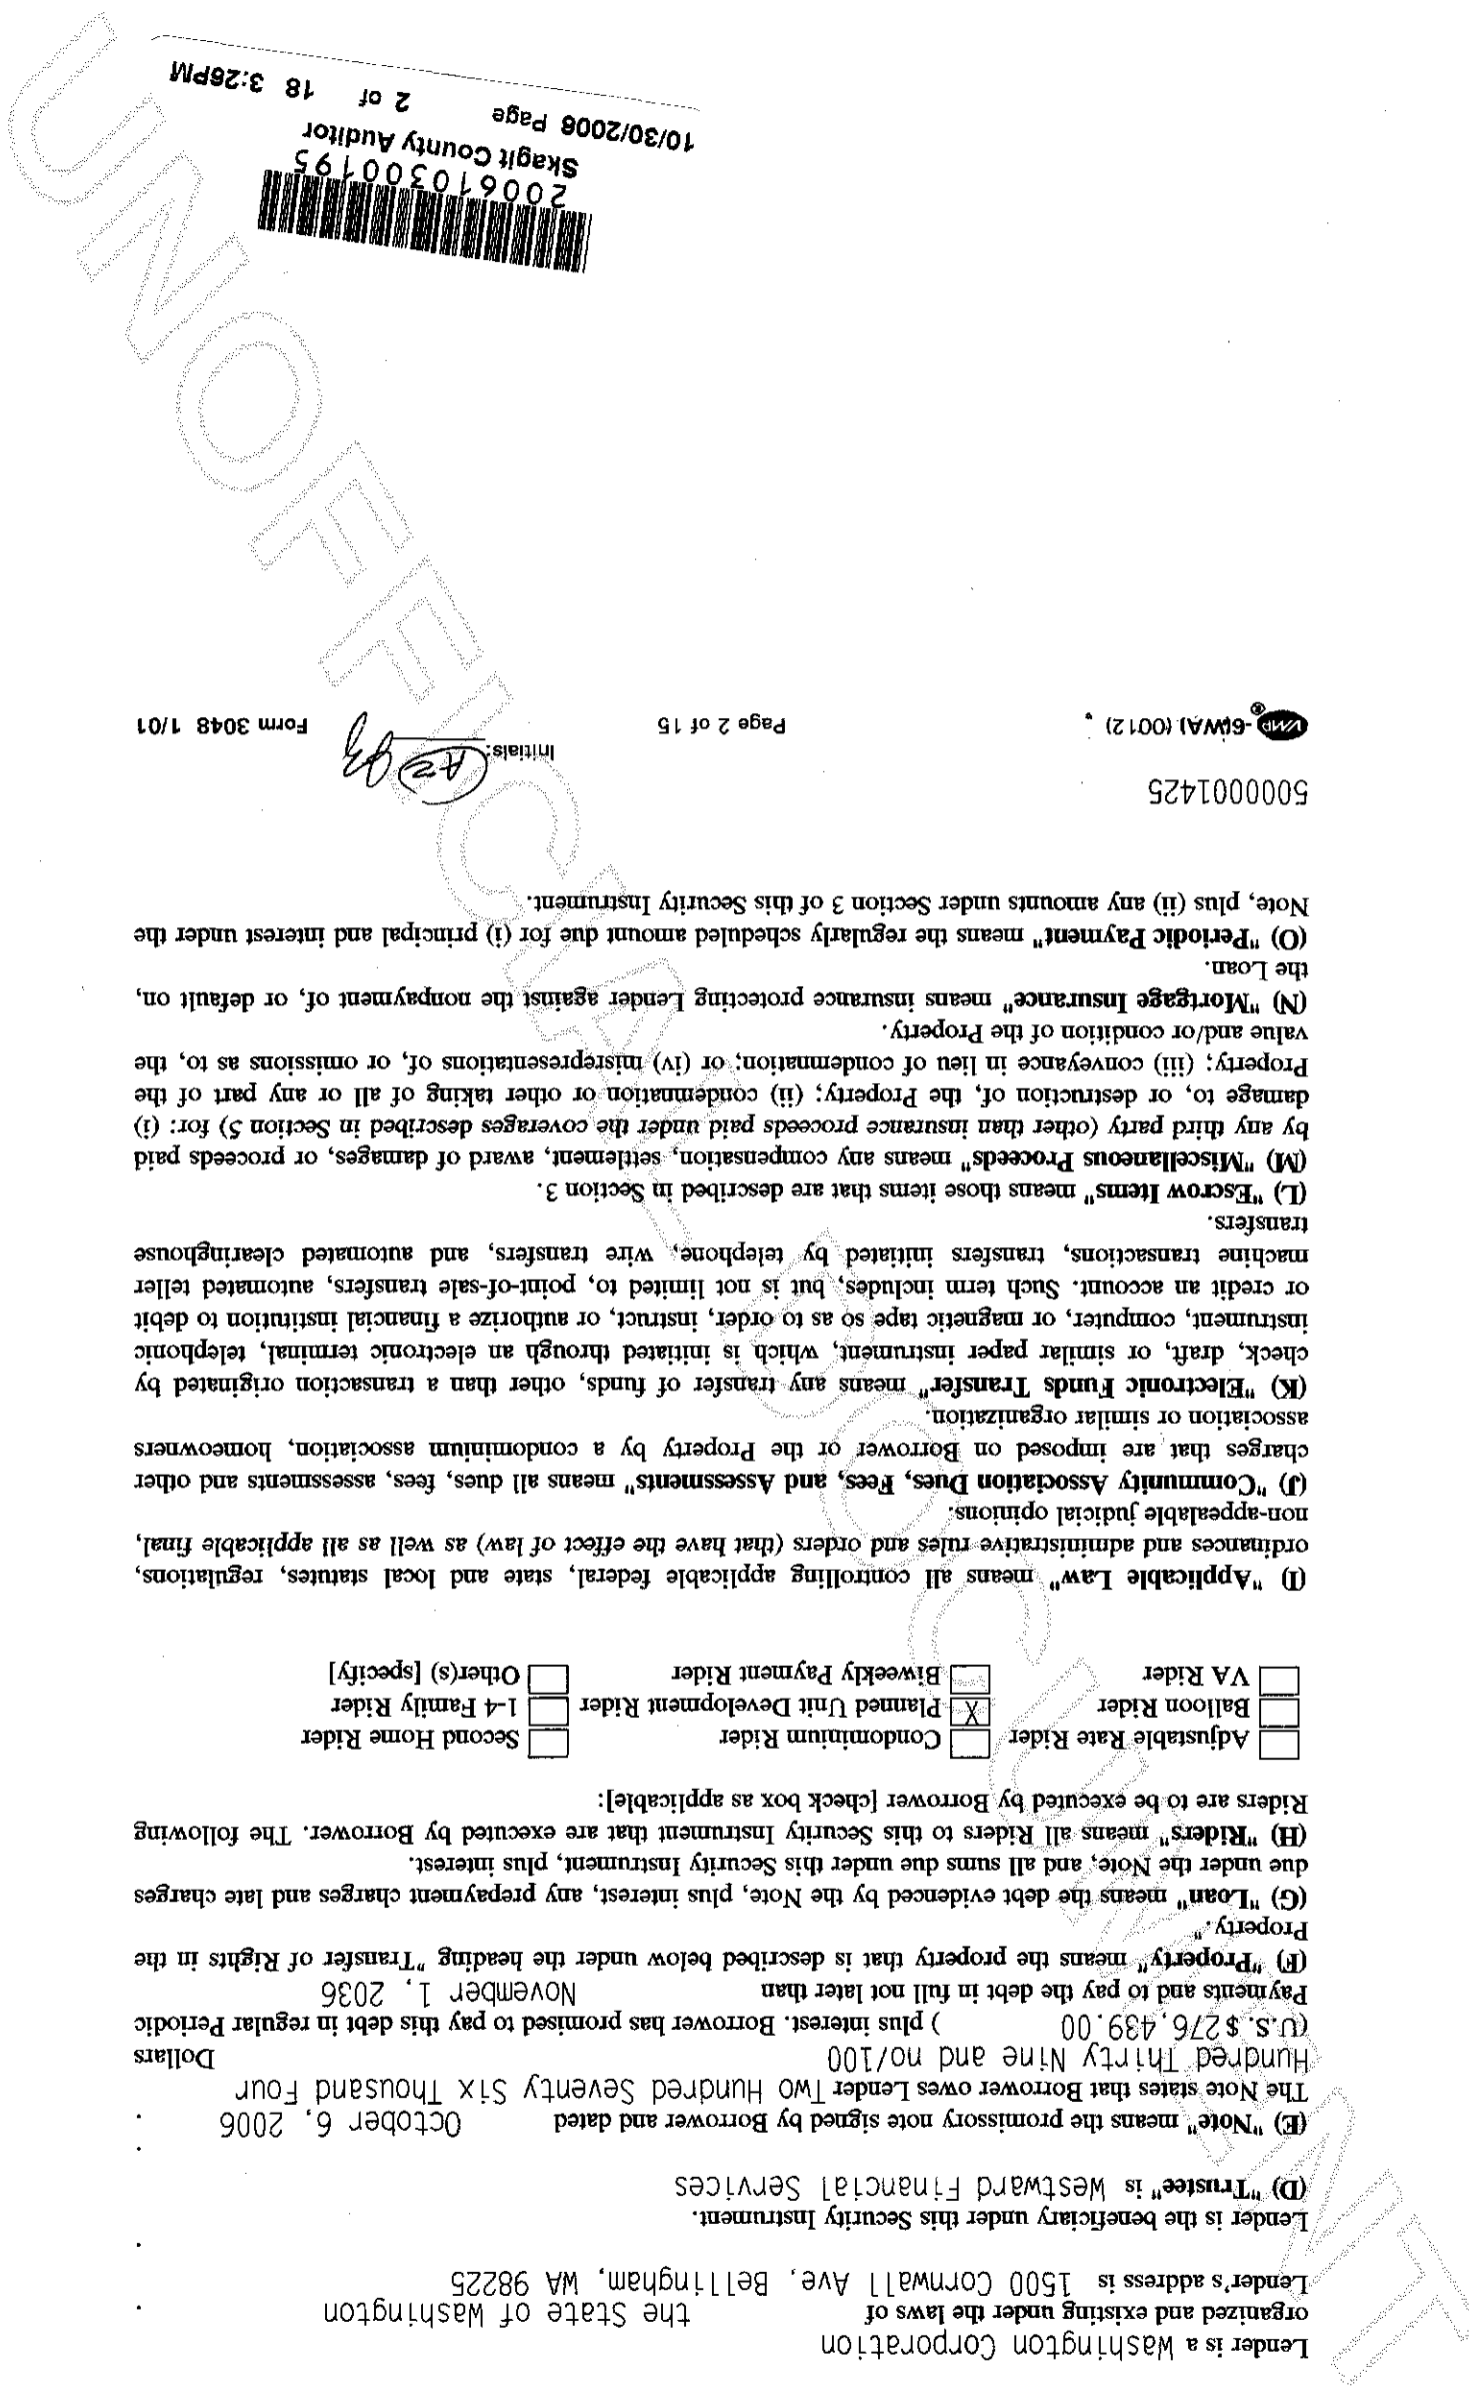 Lender is a Washington Corporation
organized and existing under the laws of the State of Washington .
Lender's address is 1500 Cornwall Ave, Bellingham, WA 98225
.
Lender is the beneficiary under this Security Instrument.
(D) "Trustee" is Westward Financial Services
.
(E) "Note" means the promissory note signed by Borrower and dated October 6, 2006 .
The Note states that Borrower owes Lender Two Hundred Seventy Six Thousand Four
Hundred Thirty Nine and no/100 Dollars
(U.S. $276,439.00 ) plus interest. Borrower has promised to pay this debt in regular Periodic
Payments and to pay the debt in full not later than November 1, 2036
(F) "Property" means the property that is described below under the heading "Transfer of Rights in the
Property."
(G) "Loan" means the debt evidenced by the Note, plus interest, any prepayment charges and late charges
due under the Note, and all sums due under this Security Instrument, plus interest.
(H) "Riders" means all Riders to this Security Instrument that are executed by Borrower. The following
Riders are to be executed by Borrower [check box as applicable]:
Adjustable Rate Rider Condominium Rider Second Home Rider
Balloon Rider X Planned Unit Development Rider 1-4 Family Rider
VA Rider Biweekly Payment Rider Other(s) [specify]
(I) "Applicable Law" means all controlling applicable federal, state and local statutes, regulations,
ordinances and administrative rules and orders (that have the effect of law) as well as all applicable final,
non-appealable judicial opinions.
(J) "Community Association Dues, Fees, and Assessments" means all dues, fees, assessments and other
charges that are imposed on Borrower or the Property by a condominium association, homeowners
association or similar organization.
(K) "Electronic Funds Transfer" means any transfer of funds, other than a transaction originated by
check, draft, or similar paper instrument, which is initiated through an electronic terminal, telephonic
instrument, computer, or magnetic tape so as to order, instruct, or authorize a financial institution to debit
or credit an account. Such term includes, but is not limited to, point-of-sale transfers, automated teller
machine transactions, transfers initiated by telephone, wire transfers, and automated clearinghouse
transfers.
(L) "Escrow Items" means those items that are described in Section 3.
(M) "Miscellaneous Proceeds" means any compensation, settlement, award of damages, or proceeds paid
by any third party (other than insurance proceeds paid under the coverages described in Section 5) for: (i)
damage to, or destruction of, the Property; (ii) condemnation or other taking of all or any part of the
Property; (iii) conveyance in lieu of condemnation; or (iv) misrepresentations of, or omissions as to, the
value and/or condition of the Property.
(N) "Mortgage Insurance" means insurance protecting Lender against the nonpayment of, or default on,
the Loan.
(O) "Periodic Payment" means the regularly scheduled amount due for (i) principal and interest under the
Note, plus (ii) any amounts under Section 3 of this Security Instrument.
5000001425
Initials:
VMP®-6(WA) (0012) Page 2 of 15 Form 3048 1/01
200610300195
Skagit County Auditor
10/30/2006 Page 2 of 18 3:26PM
UNOFFICIAL DOCUMENT